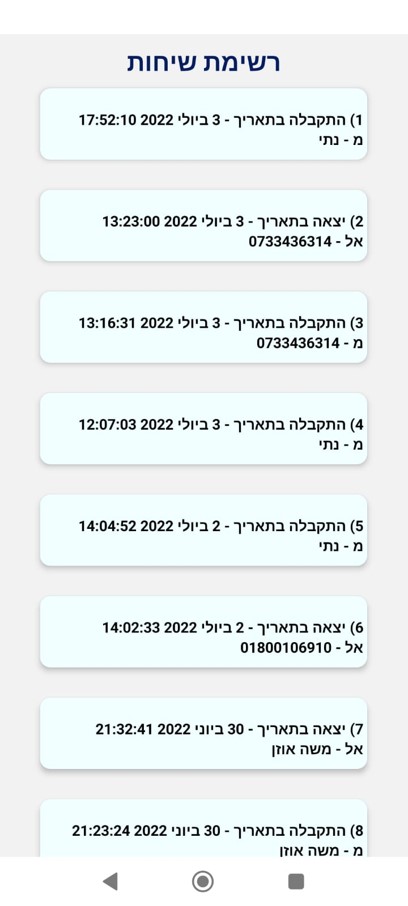 רשימת שיחות
1) התקבלה בתאריך - 3 ביולי 2022 17:52:10
מ - נתי
2) יצאה בתאריך - 3 ביולי 2022 13:23:00
אל - 0733436314
3) התקבלה בתאריך - 3 ביולי 2022 13:16:31
מ - 0733436314
4) התקבלה בתאריך - 3 ביולי 2022 12:07:03
מ - נתי
5) התקבלה בתאריך - 2 ביולי 2022 14:04:52
מ - נתי
6) יצאה בתאריך - 2 ביולי 2022 14:02:33
אל - 01800106910
7) יצאה בתאריך - 30 ביוני 2022 21:32:41
אל - משה אוזן
8) התקבלה בתאריך - 30 ביוני 2022 21:23:24
מ - משה אוזן